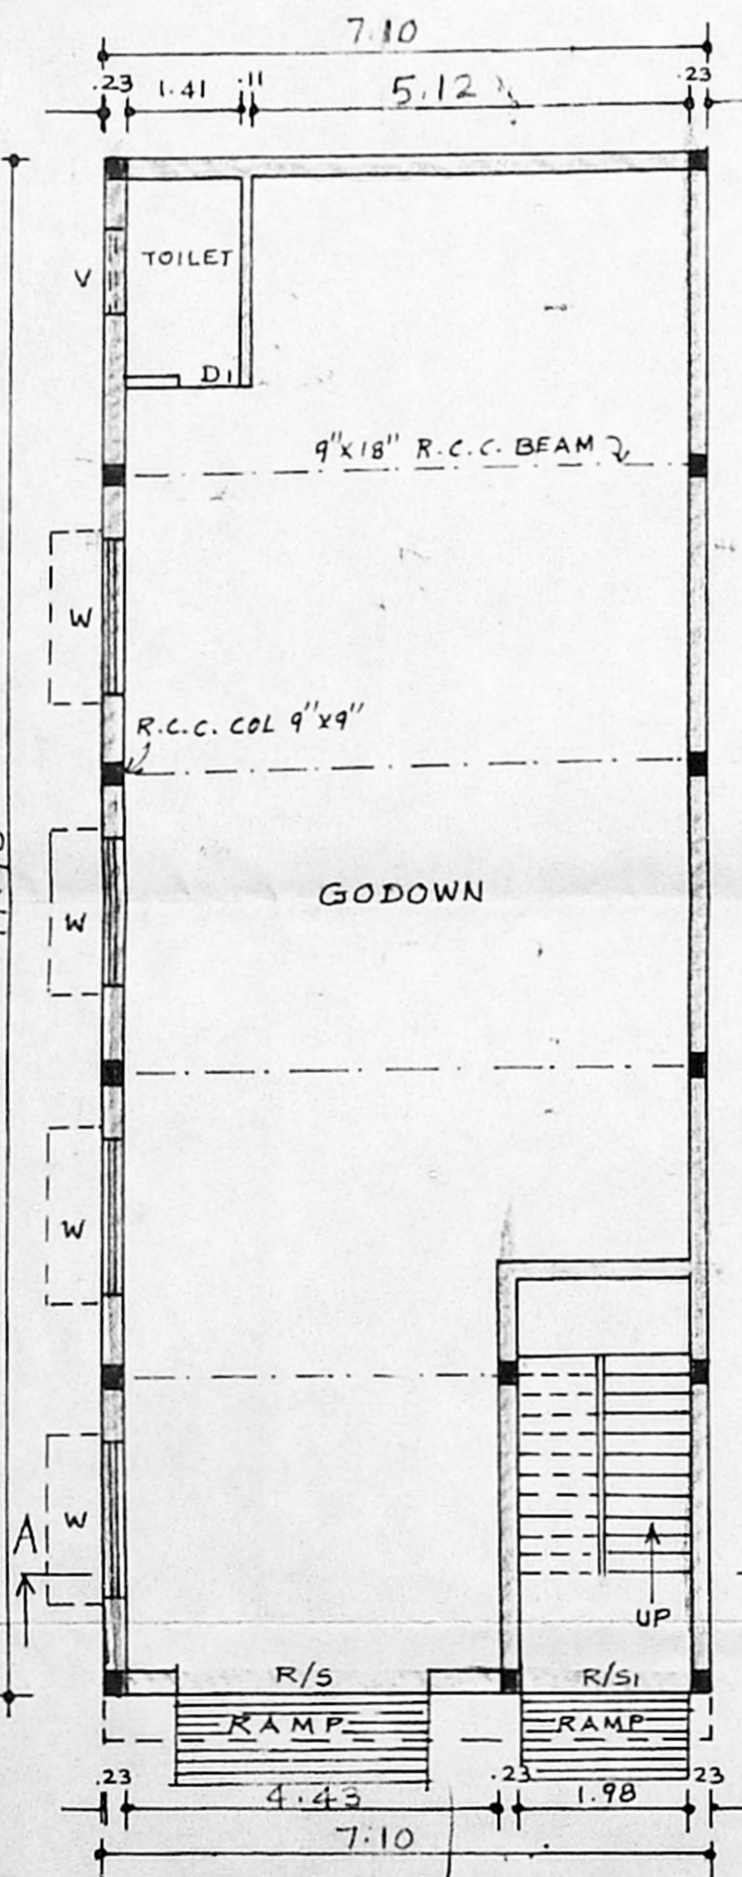 7.10
.23 1.41 .11 5.12 .23
TOILET
V
D1
9"x18" R.C.C. BEAM
W
R.C.C. COL 9"x9"
GODOWN
W
W
W
A
UP
R/S R/S1
RAMP RAMP
.23 4.43 .23 1.98 23
7.10